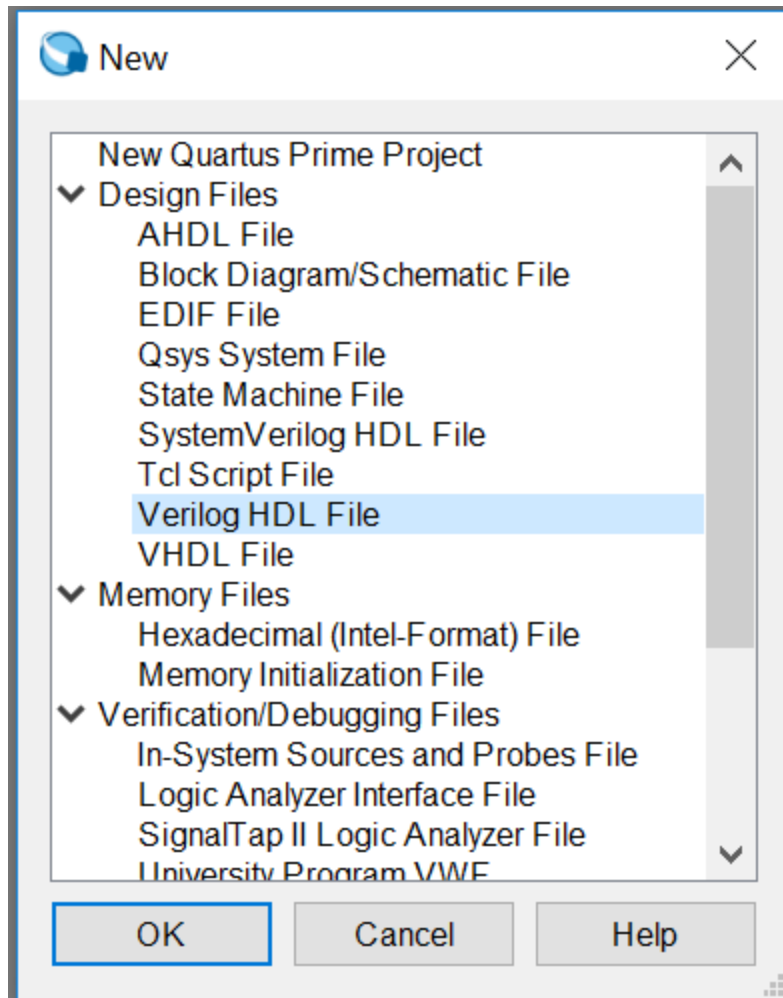 New
New Quartus Prime Project
Design Files
AHDL File
Block Diagram/Schematic File
EDIF File
Qsys System File
State Machine File
SystemVerilog HDL File
Tcl Script File
Verilog HDL File
VHDL File
Memory Files
Hexadecimal (Intel-Format) File
Memory Initialization File
Verification/Debugging Files
In-System Sources and Probes File
Logic Analyzer Interface File
SignalTap II Logic Analyzer File
University Program VWF
OK Cancel Help